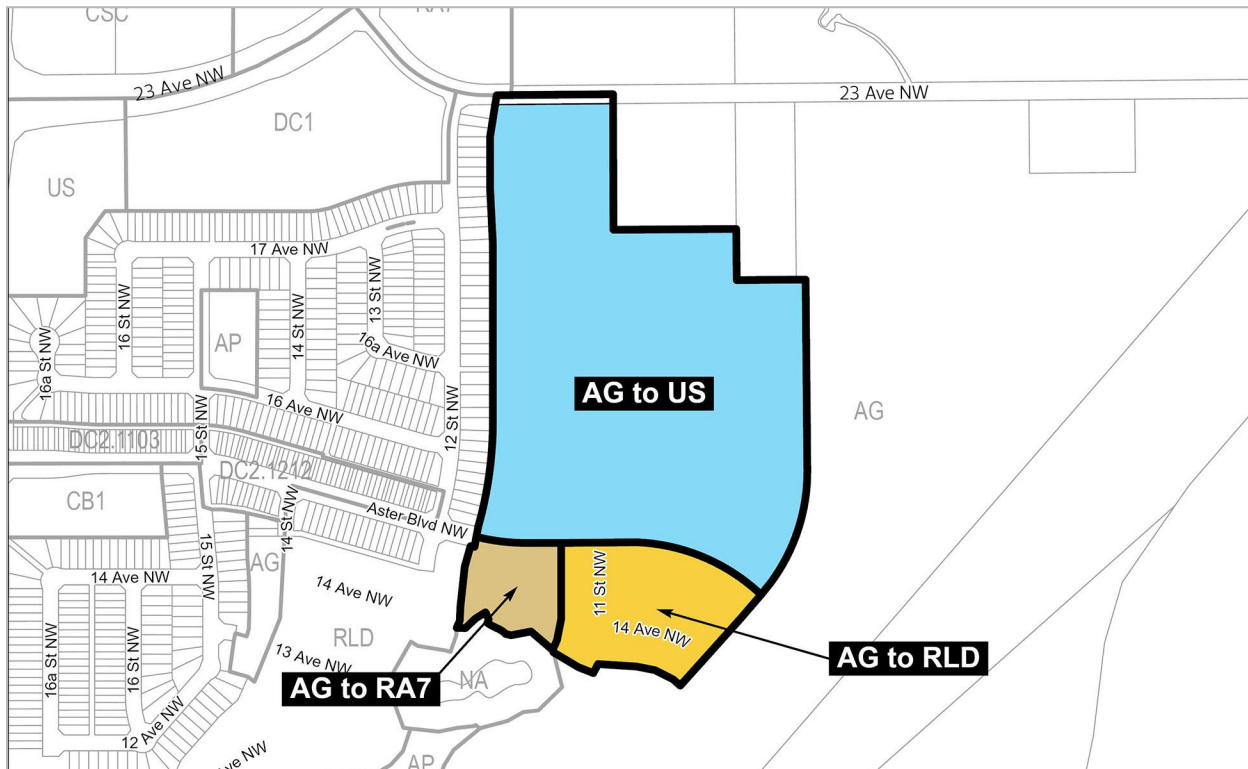 CSC
RA7
23 Ave NW
23 Ave NW
DC1
US
17 Ave NW
16 St NW
14 St NW
13 St NW
16a St NW
AP
16a Ave NW
12 St NW
AG to US
AG
16 Ave NW
15 St NW
DC2.1103
DC2.1212
CB1
Aster Blvd NW
14 St NW
15 St NW
AG
14 Ave NW
14 Ave NW
11 St NW
14 Ave NW
RLD
13 Ave NW
16a St NW
16 St NW
AG to RLD
AG to RA7
NA
12 Ave NW
Ave NW
AP